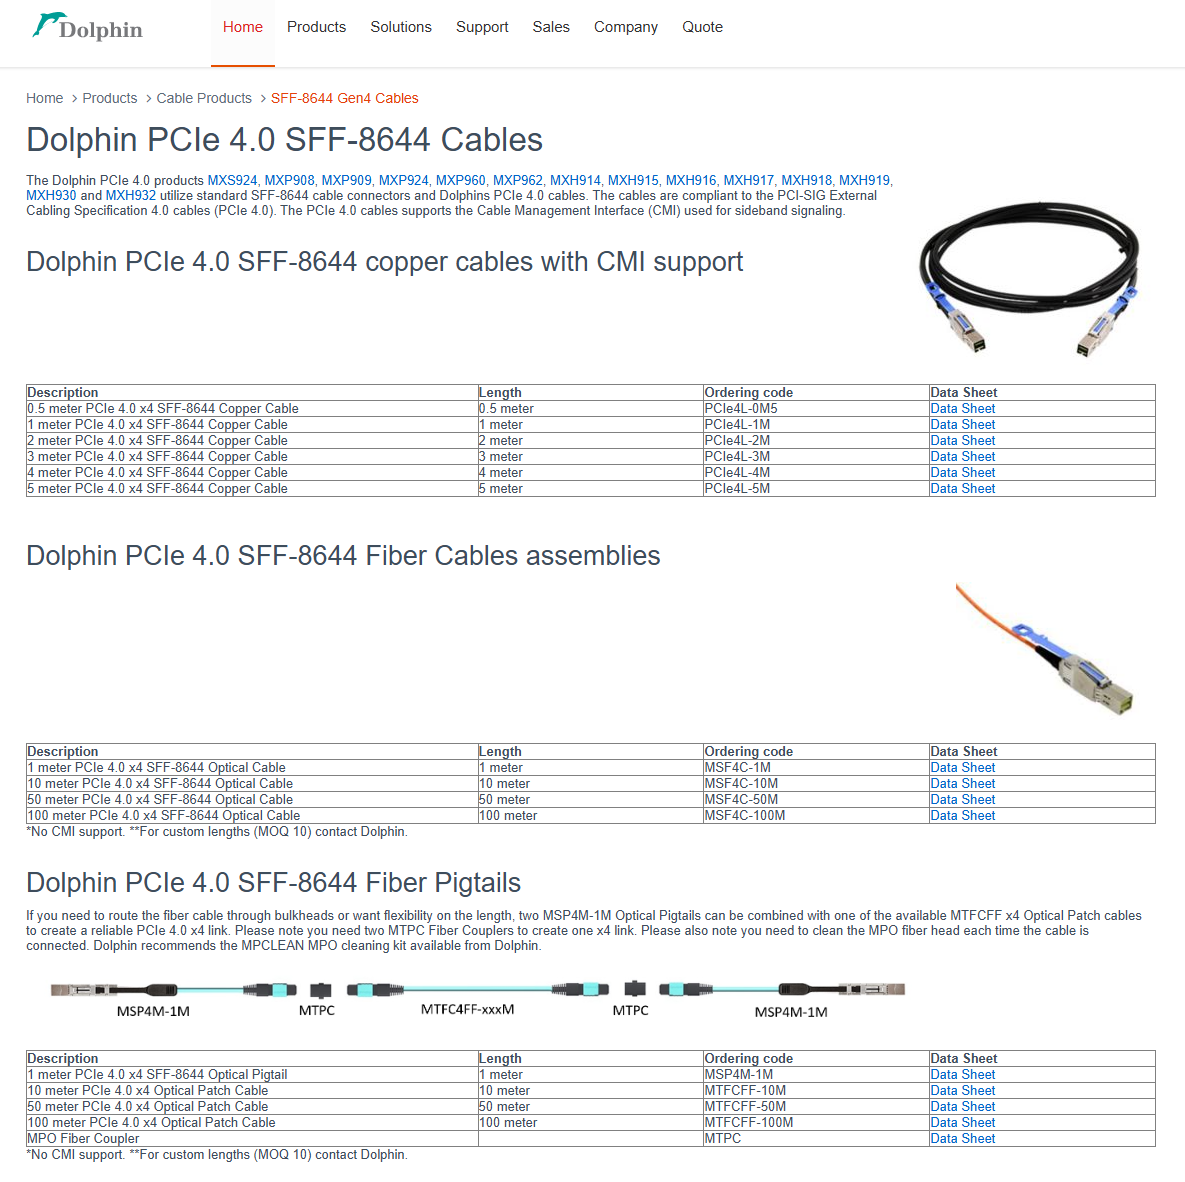 Dolphin
Home Products Solutions Support Sales Company Quote
Home > Products > Cable Products > SFF-8644 Gen4 Cables
Dolphin PCIe 4.0 SFF-8644 Cables
The Dolphin PCIe 4.0 products MXS924, MXP908, MXP909, MXP924, MXP960, MXP962, MXH914, MXH915, MXH916, MXH917, MXH918, MXH919,
MXH930 and MXH932 utilize standard SFF-8644 cable connectors and Dolphins PCIe 4.0 cables. The cables are compliant to the PCI-SIG External
Cabling Specification 4.0 cables (PCIe 4.0). The PCIe 4.0 cables supports the Cable Management Interface (CMI) used for sideband signaling.
Dolphin PCIe 4.0 SFF-8644 copper cables with CMI support
Description Length Ordering code Data Sheet
0.5 meter PCIe 4.0 x4 SFF-8644 Copper Cable 0.5 meter PCIe4L-0M5 Data Sheet
1 meter PCIe 4.0 x4 SFF-8644 Copper Cable 1 meter PCIe4L-1M Data Sheet
2 meter PCIe 4.0 x4 SFF-8644 Copper Cable 2 meter PCIe4L-2M Data Sheet
3 meter PCIe 4.0 x4 SFF-8644 Copper Cable 3 meter PCIe4L-3M Data Sheet
4 meter PCIe 4.0 x4 SFF-8644 Copper Cable 4 meter PCIe4L-4M Data Sheet
5 meter PCIe 4.0 x4 SFF-8644 Copper Cable 5 meter PCIe4L-5M Data Sheet
Dolphin PCIe 4.0 SFF-8644 Fiber Cables assemblies
Description Length Ordering code Data Sheet
1 meter PCIe 4.0 x4 SFF-8644 Optical Cable 1 meter MSF4C-1M Data Sheet
10 meter PCIe 4.0 x4 SFF-8644 Optical Cable 10 meter MSF4C-10M Data Sheet
50 meter PCIe 4.0 x4 SFF-8644 Optical Cable 50 meter MSF4C-50M Data Sheet
100 meter PCIe 4.0 x4 SFF-8644 Optical Cable 100 meter MSF4C-100M Data Sheet
*No CMI support. **For custom lengths (MOQ 10) contact Dolphin.
Dolphin PCIe 4.0 SFF-8644 Fiber Pigtails
If you need to route the fiber cable through bulkheads or want flexibility on the length, two MSP4M-1M Optical Pigtails can be combined with one of the available MTFCFF x4 Optical Patch cables
to create a reliable PCIe 4.0 x4 link. Please note you need two MTPC Fiber Couplers to create one x4 link. Please also note you need to clean the MPO fiber head each time the cable is
connected. Dolphin recommends the MPCLEAN MPO cleaning kit available from Dolphin.
MSP4M-1M MTPC MTFC4FF-xxxM MTPC MSP4M-1M
Description Length Ordering code Data Sheet
1 meter PCIe 4.0 x4 SFF-8644 Optical Pigtail 1 meter MSP4M-1M Data Sheet
10 meter PCIe 4.0 x4 Optical Patch Cable 10 meter MTFCFF-10M Data Sheet
50 meter PCIe 4.0 x4 Optical Patch Cable 50 meter MTFCFF-50M Data Sheet
100 meter PCIe 4.0 x4 Optical Patch Cable 100 meter MTFCFF-100M Data Sheet
MPO Fiber Coupler MTPC Data Sheet
*No CMI support. **For custom lengths (MOQ 10) contact Dolphin.